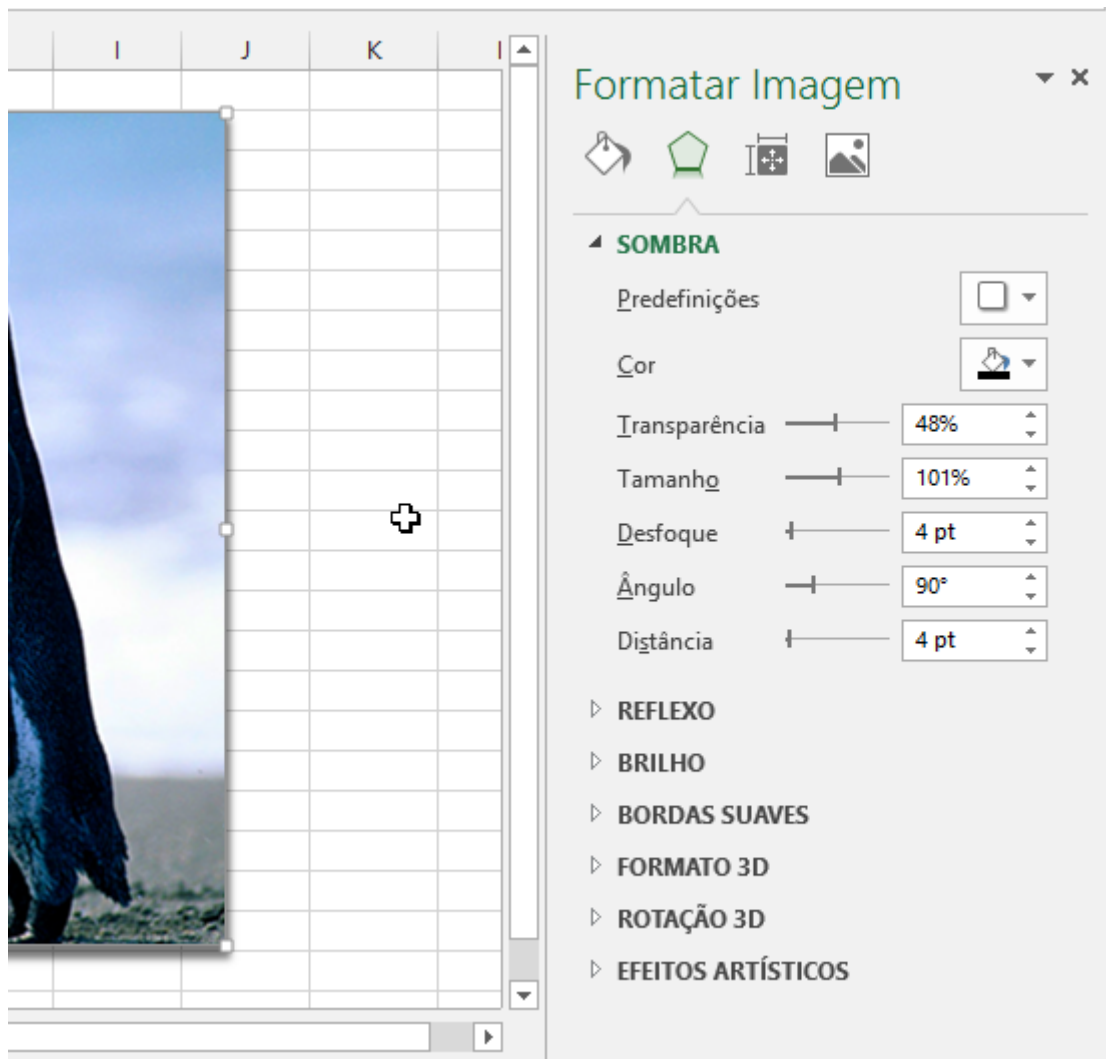 I J K
Formatar Imagem
SOMBRA
Predefinições
Cor
Transparência 48%
Tamanho 101%
Desfoque 4 pt
Ângulo 90°
Distância 4 pt
REFLEXO
BRILHO
BORDAS SUAVES
FORMATO 3D
ROTAÇÃO 3D
EFEITOS ARTÍSTICOS